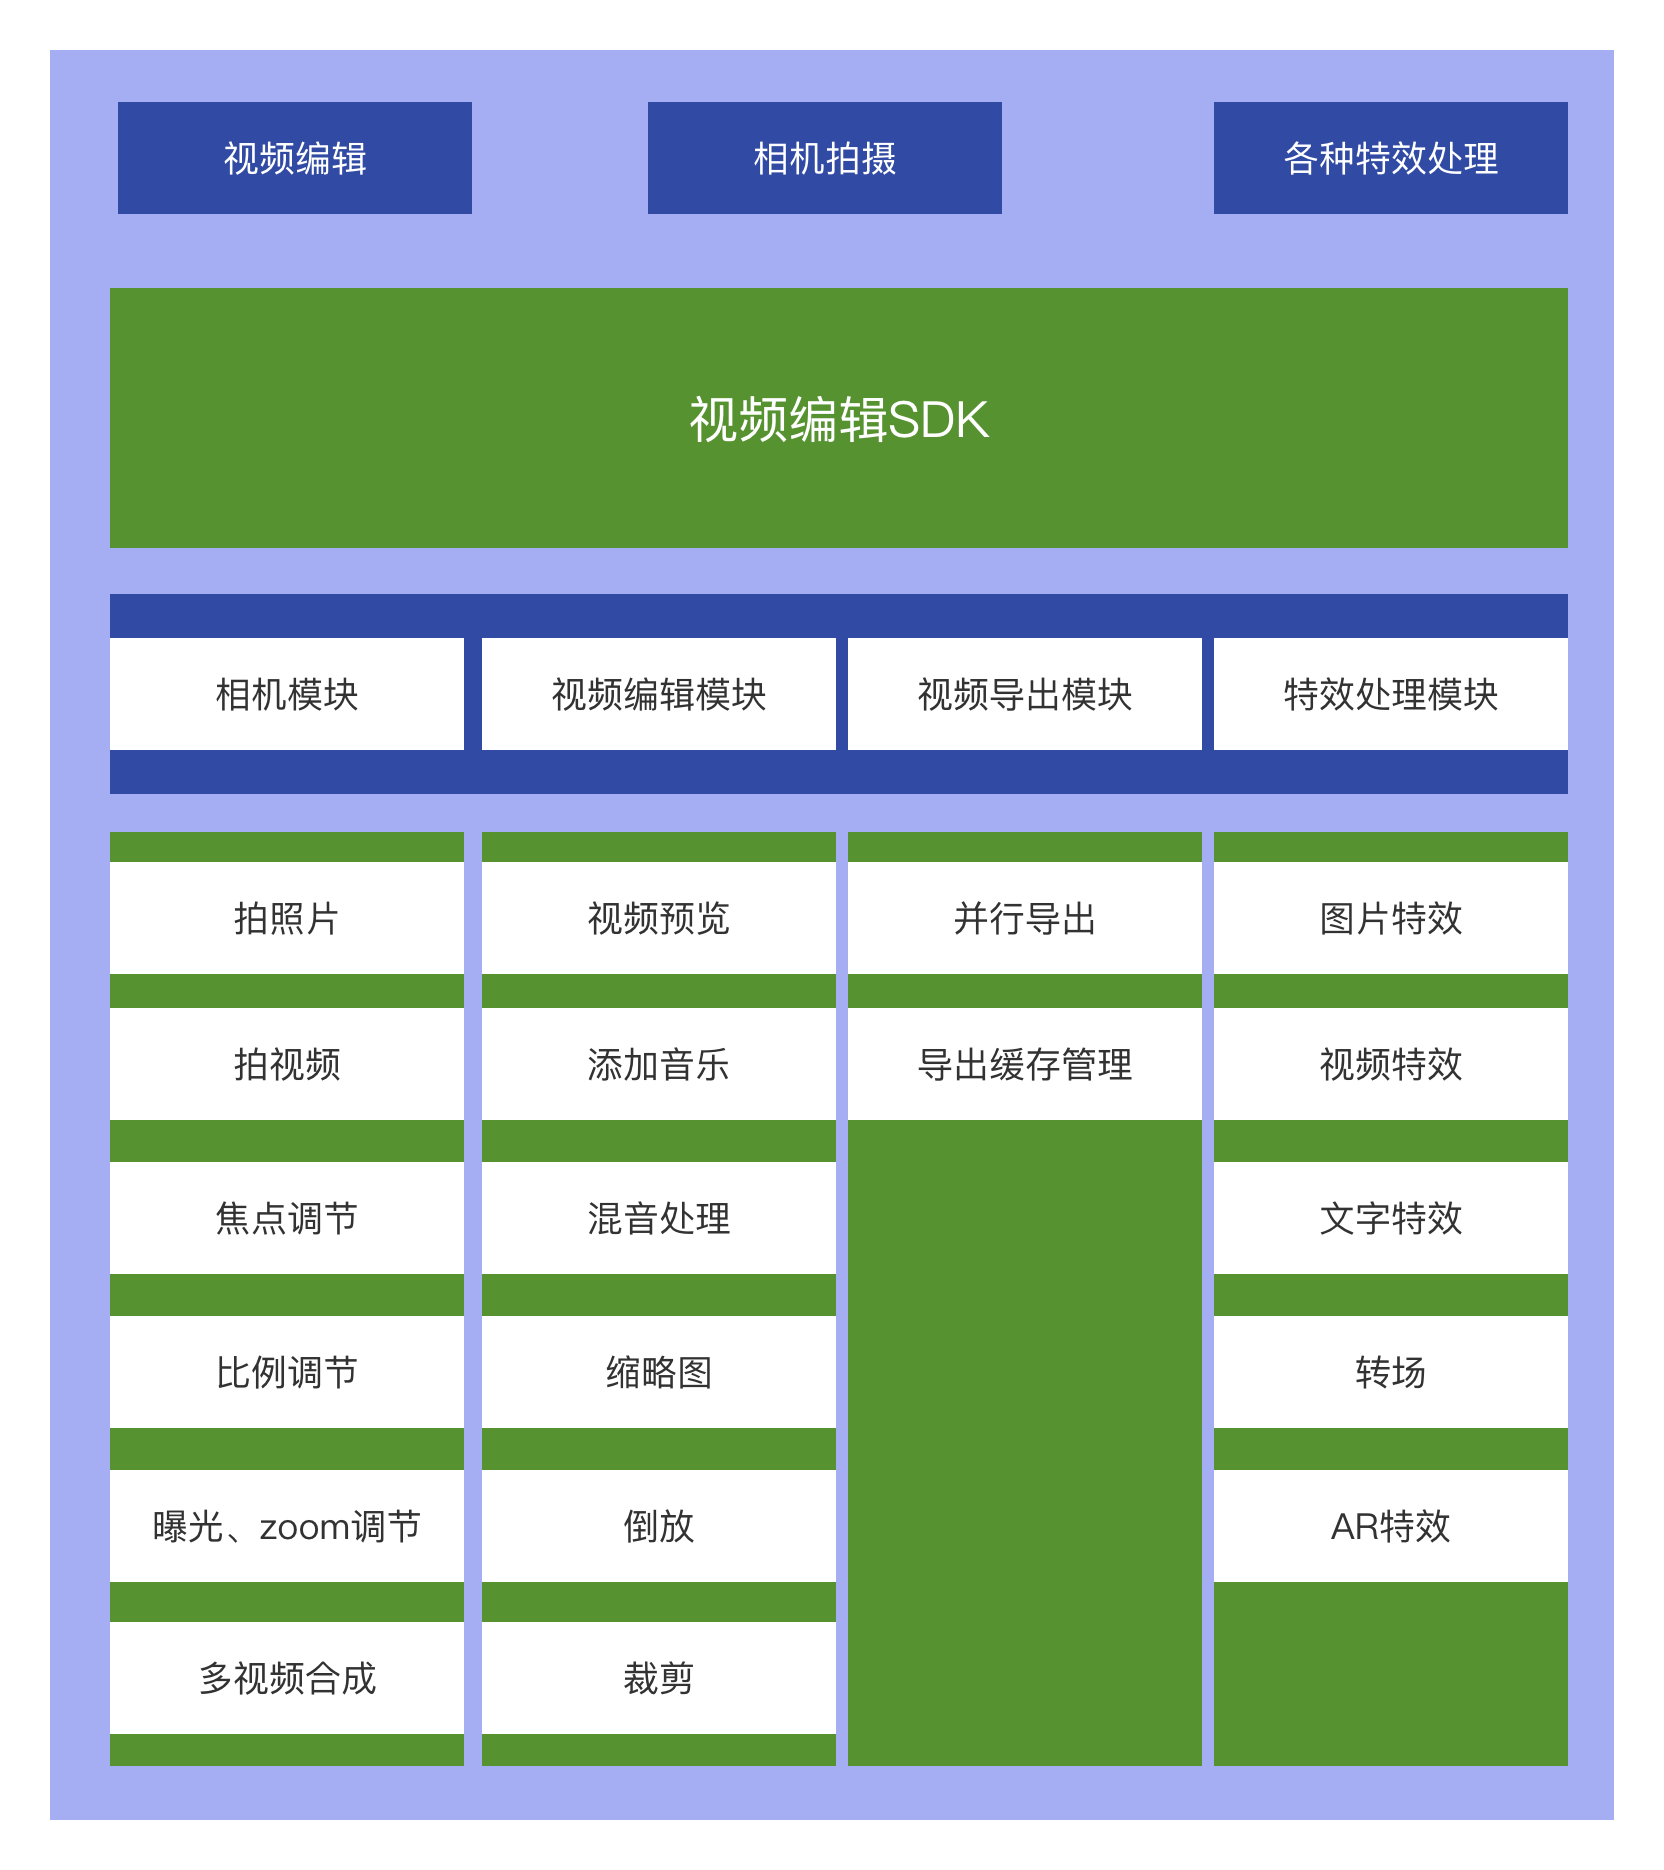 视频编辑
相机拍摄
各种特效处理
视频编辑SDK
相机模块
视频编辑模块
视频导出模块
特效处理模块
拍照片
视频预览
并行导出
图片特效
拍视频
添加音乐
导出缓存管理
视频特效
焦点调节
混音处理
文字特效
比例调节
缩略图
转场
曝光、zoom调节
倒放
AR特效
多视频合成
裁剪